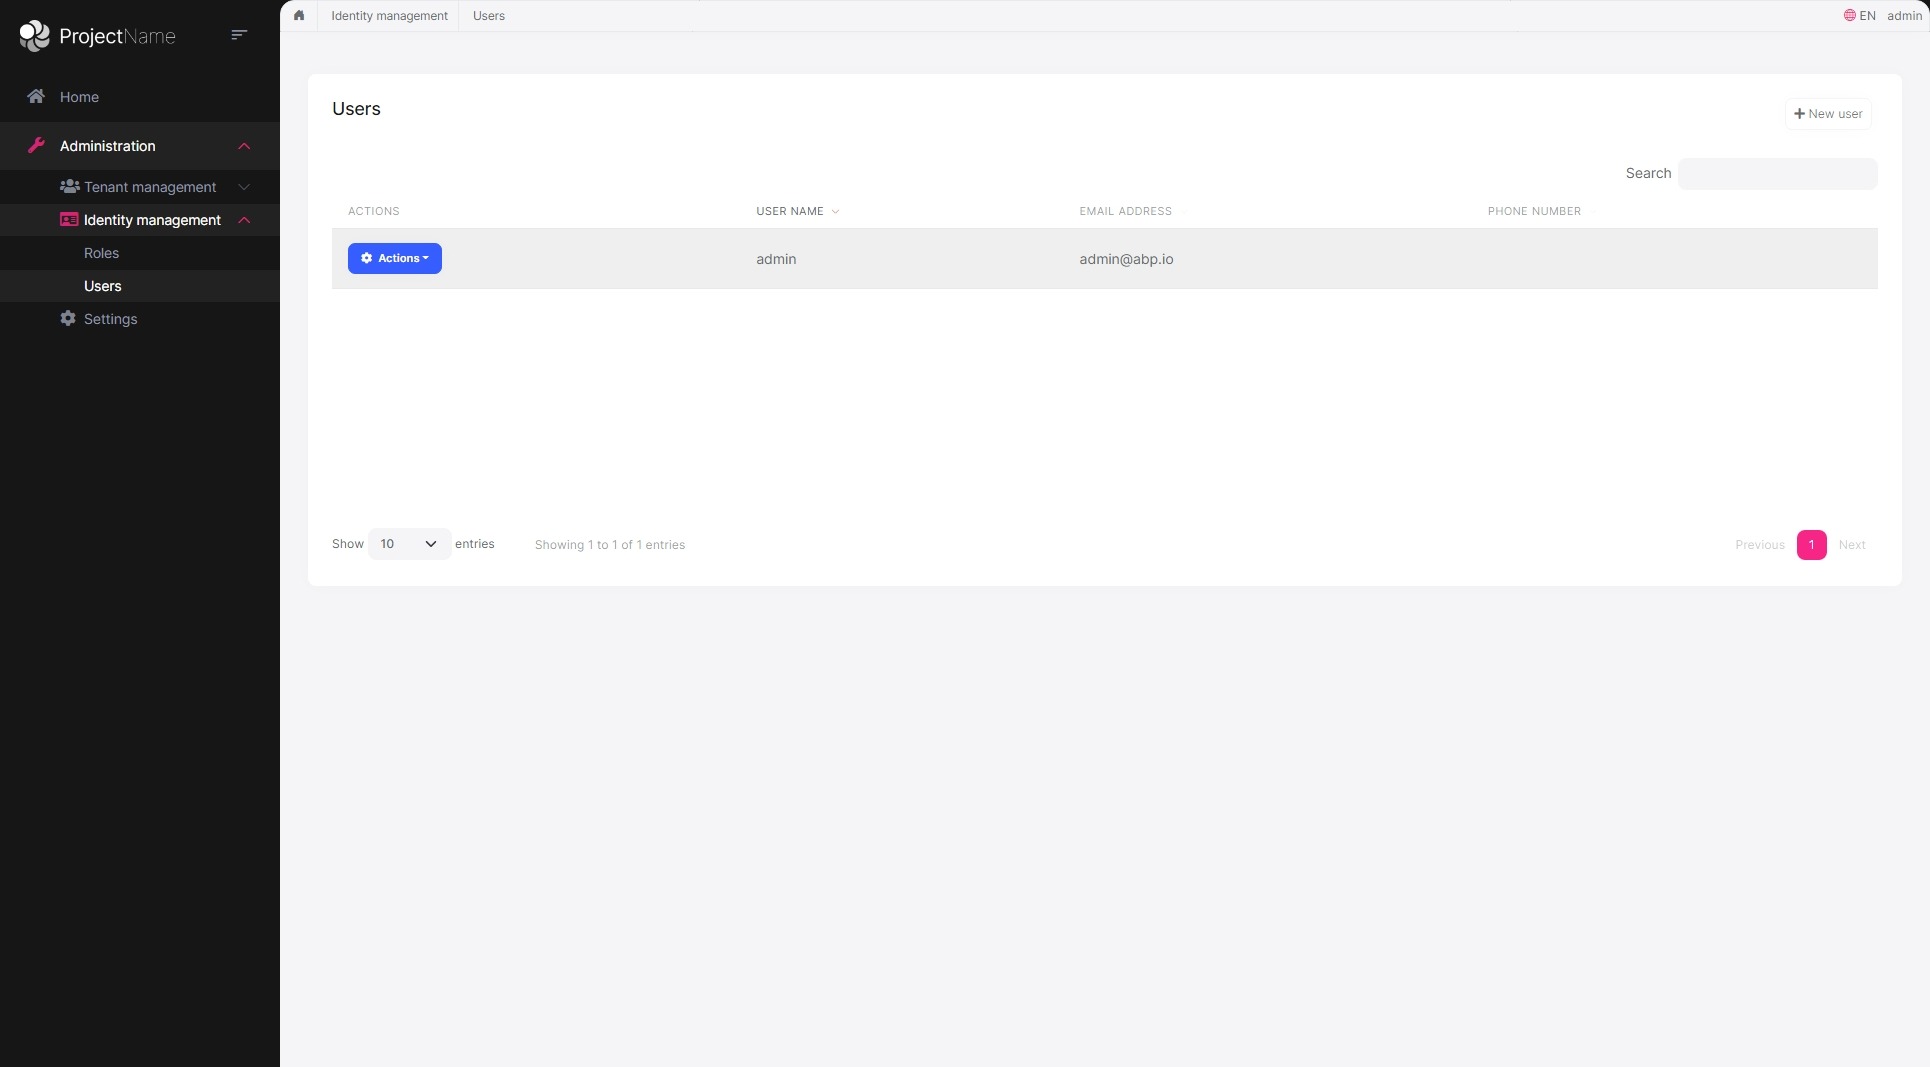 ProjectName
Home
Administration
Tenant management
Identity management
Roles
Users
Settings
Identity management Users EN admin
Users
New user
Search
ACTIONS USER NAME EMAIL ADDRESS PHONE NUMBER
Actions admin admin@abp.io
Show 10 entries Showing 1 to 1 of 1 entries Previous 1 Next